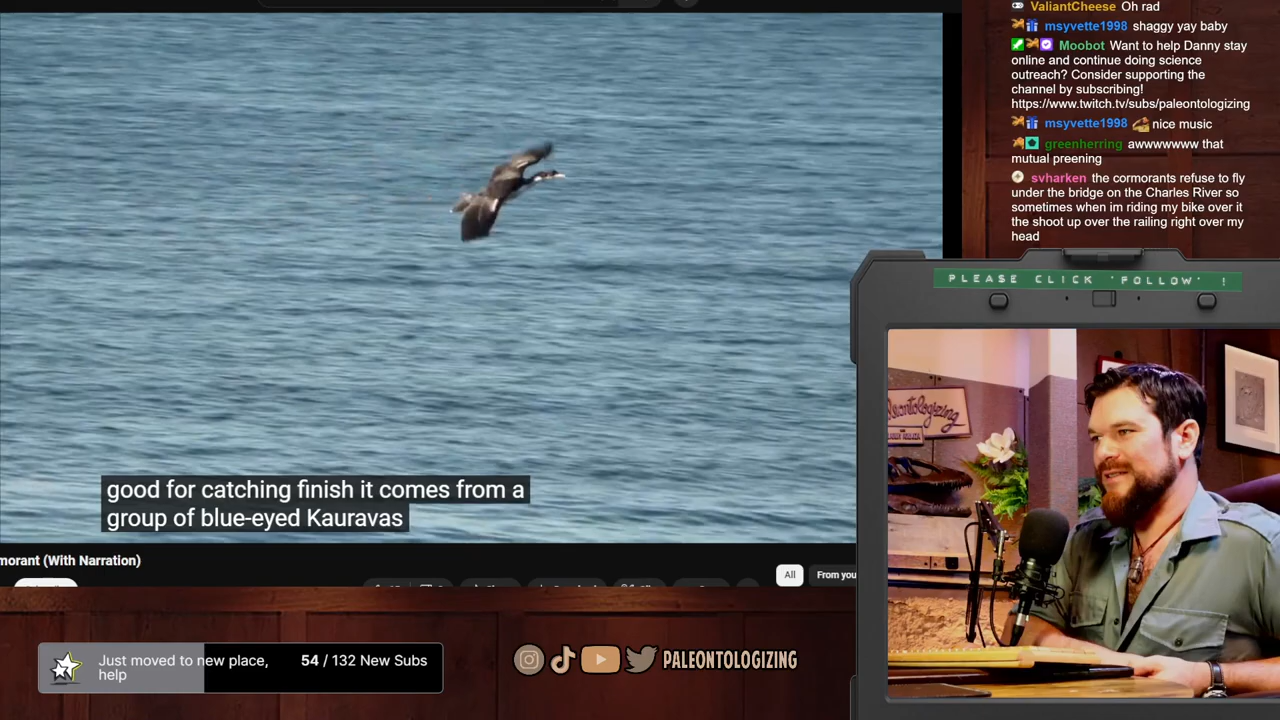 ValiantCheese Oh rad
msyvette1998 shaggy yay baby
Moobot Want to help Danny stay
online and continue doing science
outreach? Consider supporting the
channel by subscribing!
https://www.twitch.tv/subs/paleontologizing
msyvette1998 nice music
greenherring awwwwwww that
mutual preening
svharken the cormorants refuse to fly
under the bridge on the Charles River so
sometimes when im riding my bike over it
the shoot up over the railing right over my
head
PLEASE CLICK "FOLLOW" !
good for catching finish it comes from a
group of blue-eyed Kauravas
morant (With Narration)
All
From you
Just moved to new place,
help
54 / 132 New Subs
PALEONTOLOGIZING